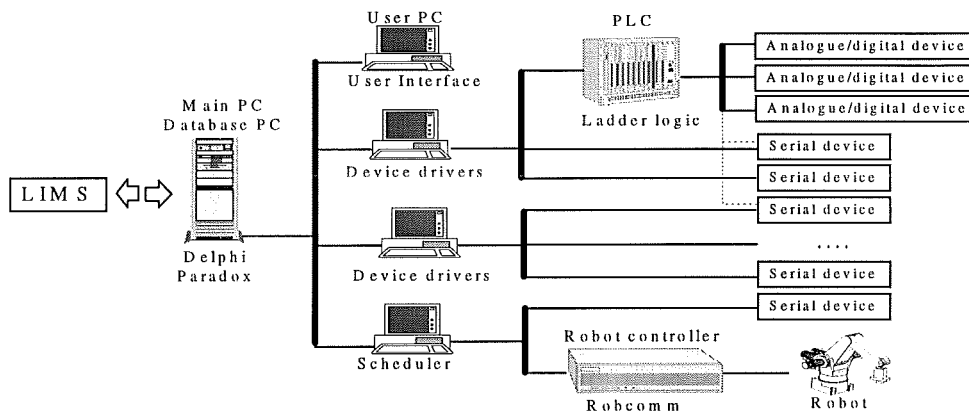 User PC
User Interface
PLC
Ladder logic
Analogue/digital device
Analogue/digital device
Analogue/digital device
Main PC
Database PC
LIMS
Delphi
Paradox
Device drivers
Serial device
Serial device
Serial device
Device drivers
....
Serial device
Serial device
Scheduler
Robot controller
Robcomm
Robot